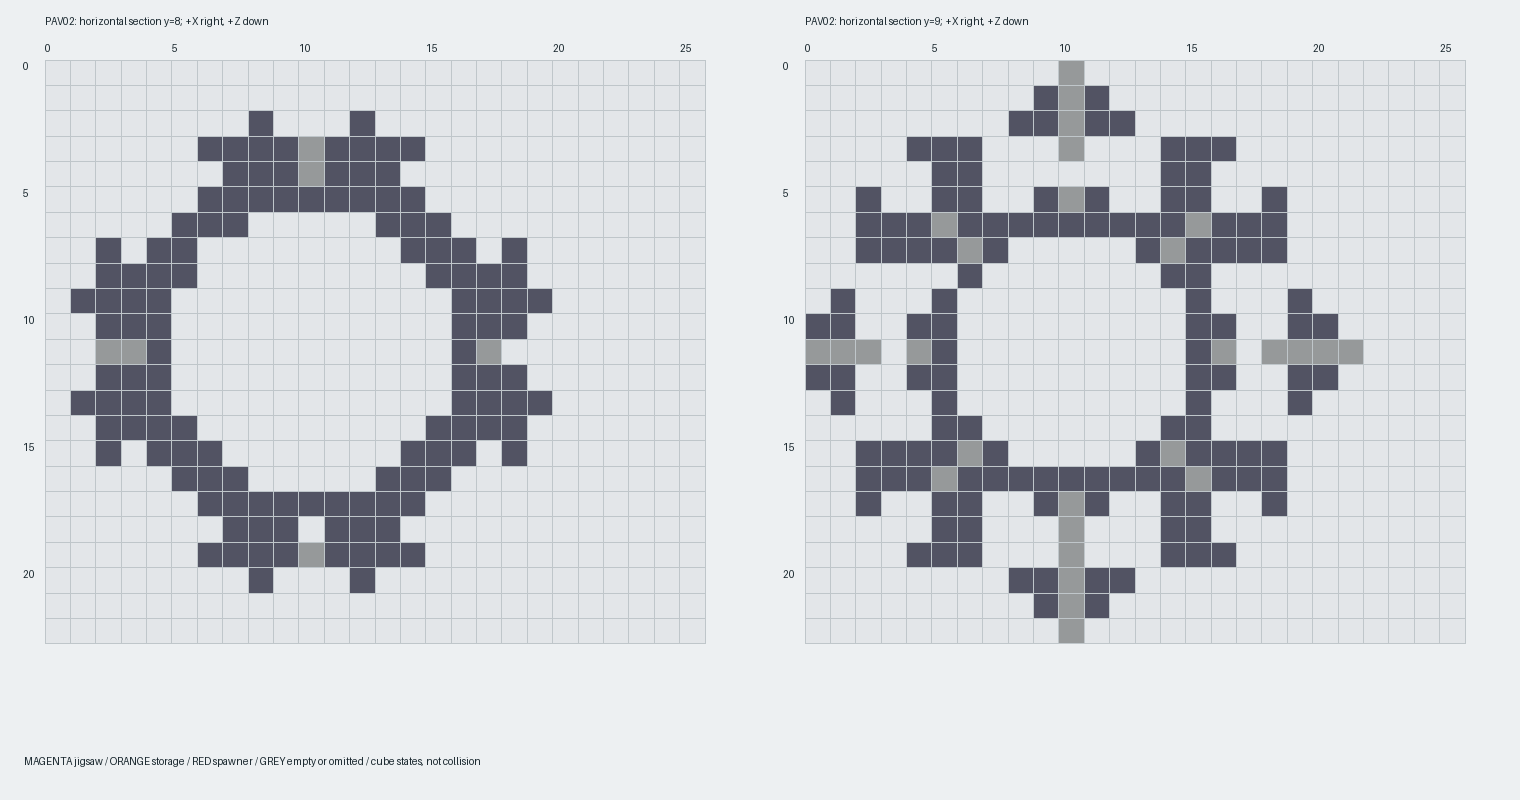 PAV02: horizontal section y=8; +X right, +Z down
0 5 10 15 20 25
0
5
10
15
20
PAV02: horizontal section y=9; +X right, +Z down
0 5 10 15 20 25
0
5
10
15
20
MAGENTA jigsaw / ORANGE storage / RED spawner / GREY empty or omitted / cube states, not collision